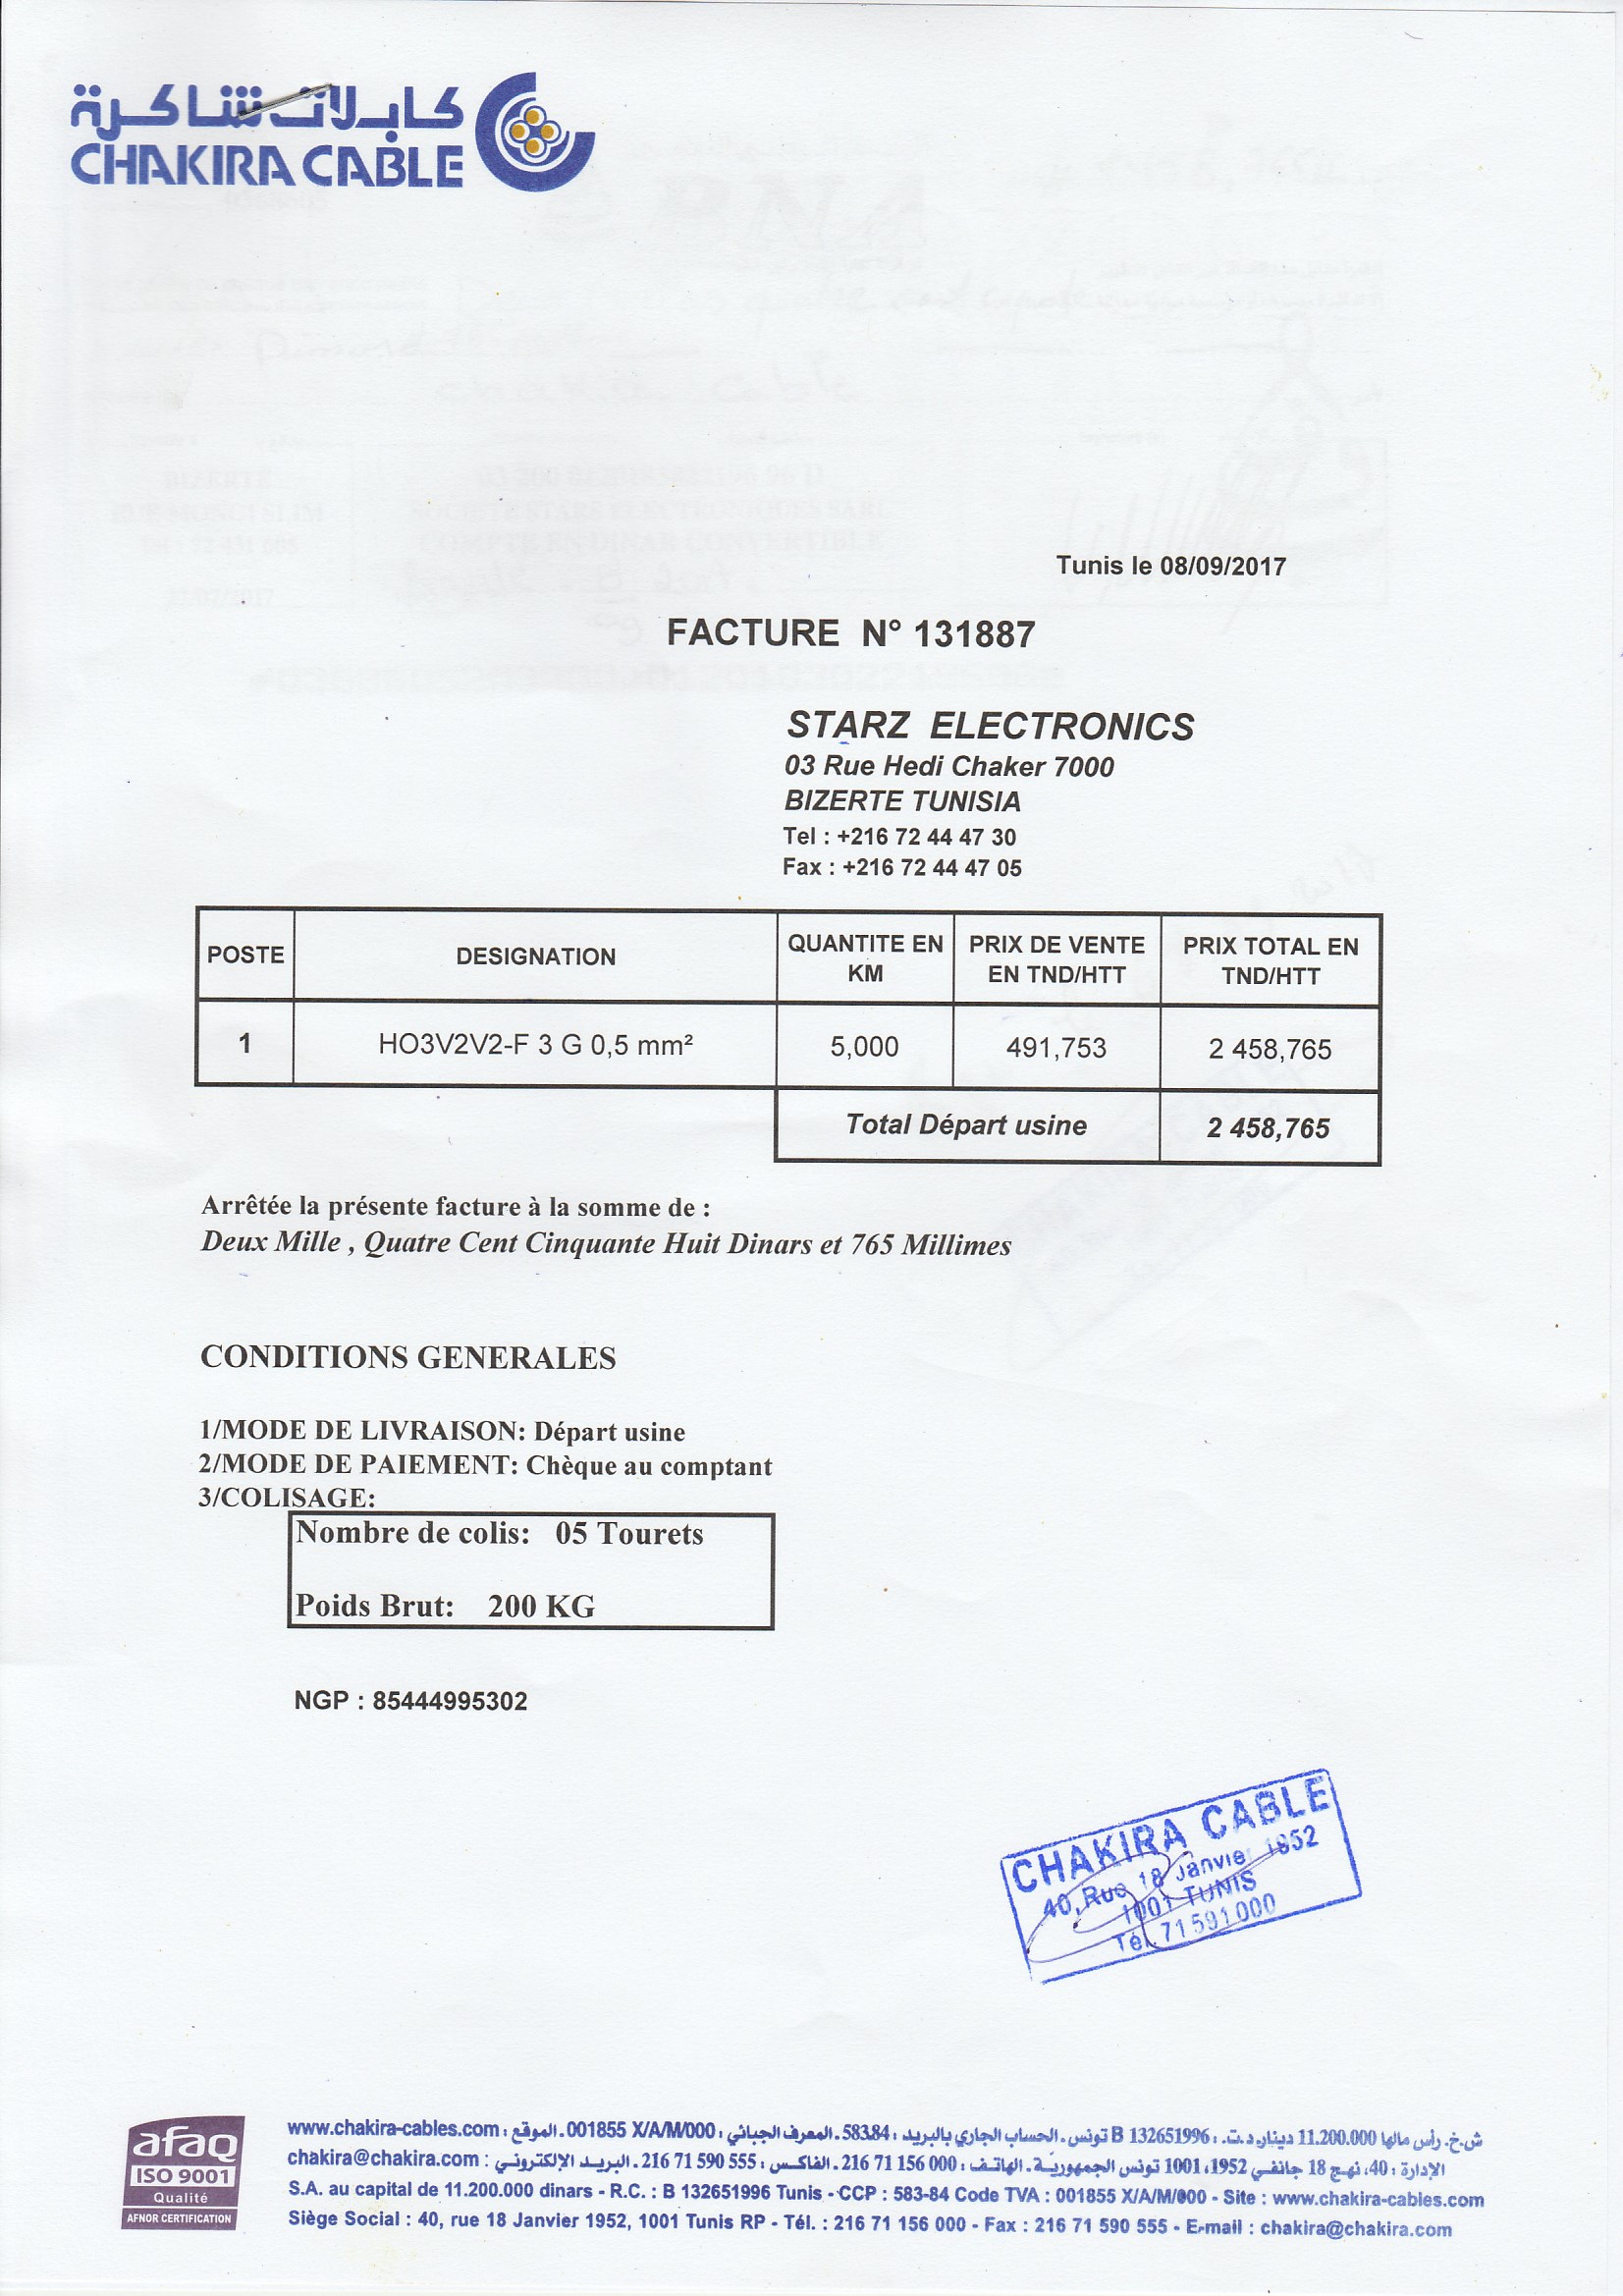 كابلات شاكرة
CHAKIRA CABLE
Tunis le 08/09/2017
FACTURE N° 131887
STARZ ELECTRONICS
03 Rue Hedi Chaker 7000
BIZERTE TUNISIA
Tel : +216 72 44 47 30
Fax : +216 72 44 47 05
POSTE DESIGNATION QUANTITE EN KM PRIX DE VENTE EN TND/HTT PRIX TOTAL EN TND/HTT
1 HO3V2V2-F 3 G 0,5 mm² 5,000 491,753 2 458,765
Total Départ usine 2 458,765
Arrêtée la présente facture à la somme de :
Deux Mille , Quatre Cent Cinquante Huit Dinars et 765 Millimes
CONDITIONS GENERALES
1/MODE DE LIVRAISON: Départ usine
2/MODE DE PAIEMENT: Chèque au comptant
3/COLISAGE:
Nombre de colis: 05 Tourets
Poids Brut: 200 KG
NGP : 85444995302
CHAKIRA CABLE
40, Rue 18 Janvier 1952
1001 TUNIS
Tél. 71 591 000
afaq
ISO 9001
Qualité
AFNOR CERTIFICATION
ش.خ. رأس مالها 11.200.000 دينار د.ت. : B 132651996 تونس . الحساب الجاري بالبريد : 583.84 . المعرف الجبائي : 001855 X/A/M/000 . الموقع : www.chakira-cables.com
الإدارة : 40، نهج 18 جانفي 1952، 1001 تونس الجمهورية . الهاتف : 216 71 156 000 . الفاكس : 216 71 590 555 . البريد الإلكتروني : chakira@chakira.com
S.A. au capital de 11.200.000 dinars - R.C. : B 132651996 Tunis - CCP : 583-84 Code TVA : 001855 X/A/M/000 - Site : www.chakira-cables.com
Siège Social : 40, rue 18 Janvier 1952, 1001 Tunis RP - Tél. : 216 71 156 000 - Fax : 216 71 590 555 - E-mail : chakira@chakira.com